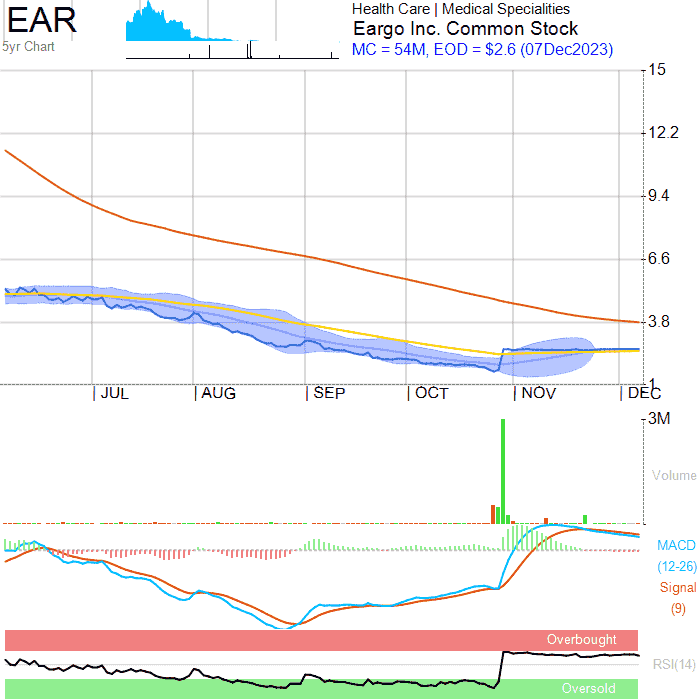 EAR
5yr Chart
Health Care | Medical Specialities
Eargo Inc. Common Stock
MC = 54M, EOD = $2.6 (07Dec2023)
15
12.2
9.4
6.6
3.8
1
JUL AUG SEP OCT NOV DEC
3M
Volume
MACD
(12-26)
Signal
(9)
Overbought
RSI(14)
Oversold